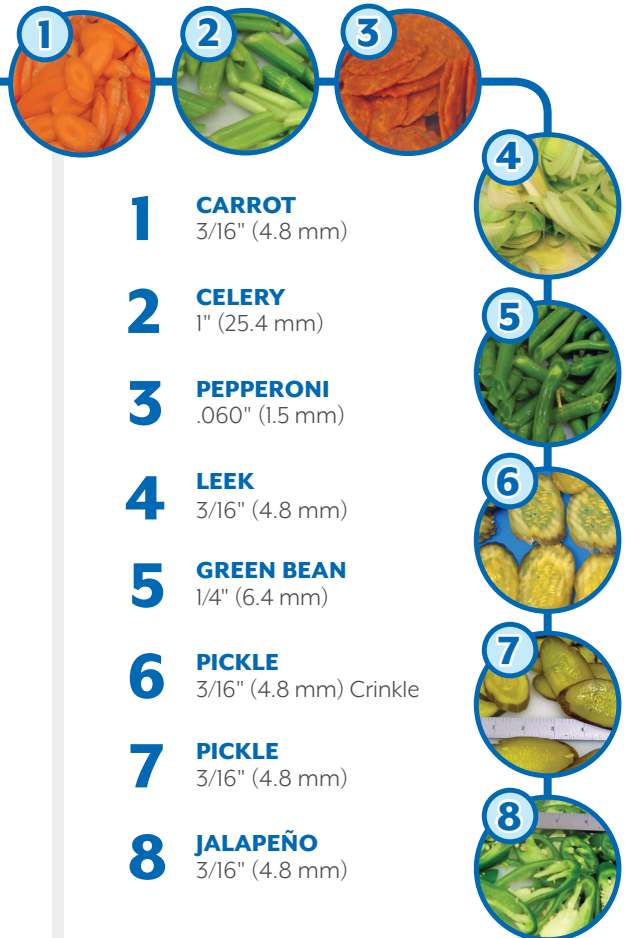 1
2
3
4
5
6
7
8
1 CARROT
3/16" (4.8 mm)
2 CELERY
1" (25.4 mm)
3 PEPPERONI
.060" (1.5 mm)
4 LEEK
3/16" (4.8 mm)
5 GREEN BEAN
1/4" (6.4 mm)
6 PICKLE
3/16" (4.8 mm) Crinkle
7 PICKLE
3/16" (4.8 mm)
8 JALAPEÑO
3/16" (4.8 mm)